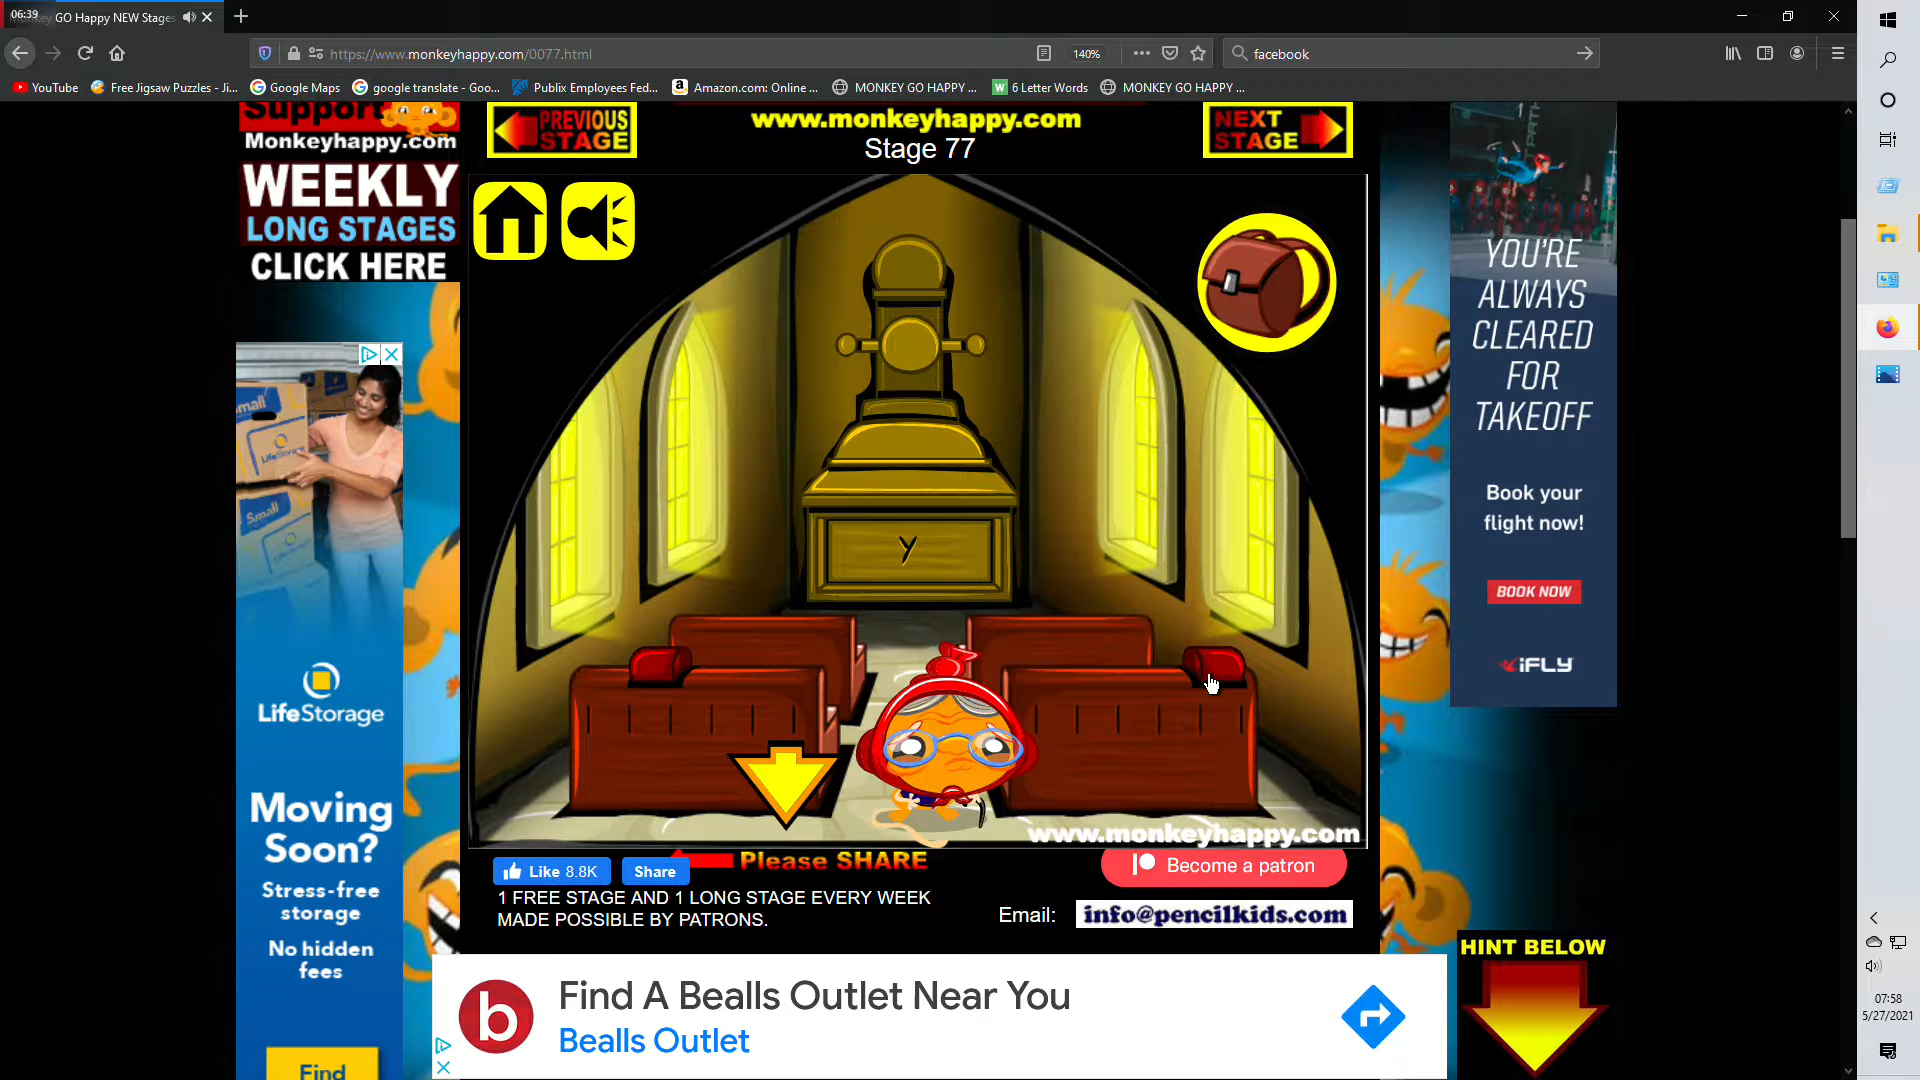 06:39
Monkey GO Happy NEW Stages
https://www.monkeyhappy.com/0077.html
140%
facebook
YouTube
Free Jigsaw Puzzles - Ji...
Google Maps
google translate - Goo...
Publix Employees Fed...
Amazon.com: Online ...
MONKEY GO HAPPY ...
6 Letter Words
MONKEY GO HAPPY ...
Support
Monkeyhappy.com
WEEKLY
LONG STAGES
CLICK HERE
PREVIOUS
STAGE
www.monkeyhappy.com
Stage 77
NEXT
STAGE
Y
www.monkeyhappy.com
Like 8.8K
Share
Please SHARE
Become a patron
1 FREE STAGE AND 1 LONG STAGE EVERY WEEK
MADE POSSIBLE BY PATRONS.
Email:
info@pencilkids.com
Small
Small
LifeStorage
Moving
Soon?
Stress-free
storage
No hidden
fees
Find
YOU'RE
ALWAYS
CLEARED
FOR
TAKEOFF
Book your
flight now!
BOOK NOW
iFLY
HINT BELOW
b
Find A Bealls Outlet Near You
Bealls Outlet
07:58
5/27/2021